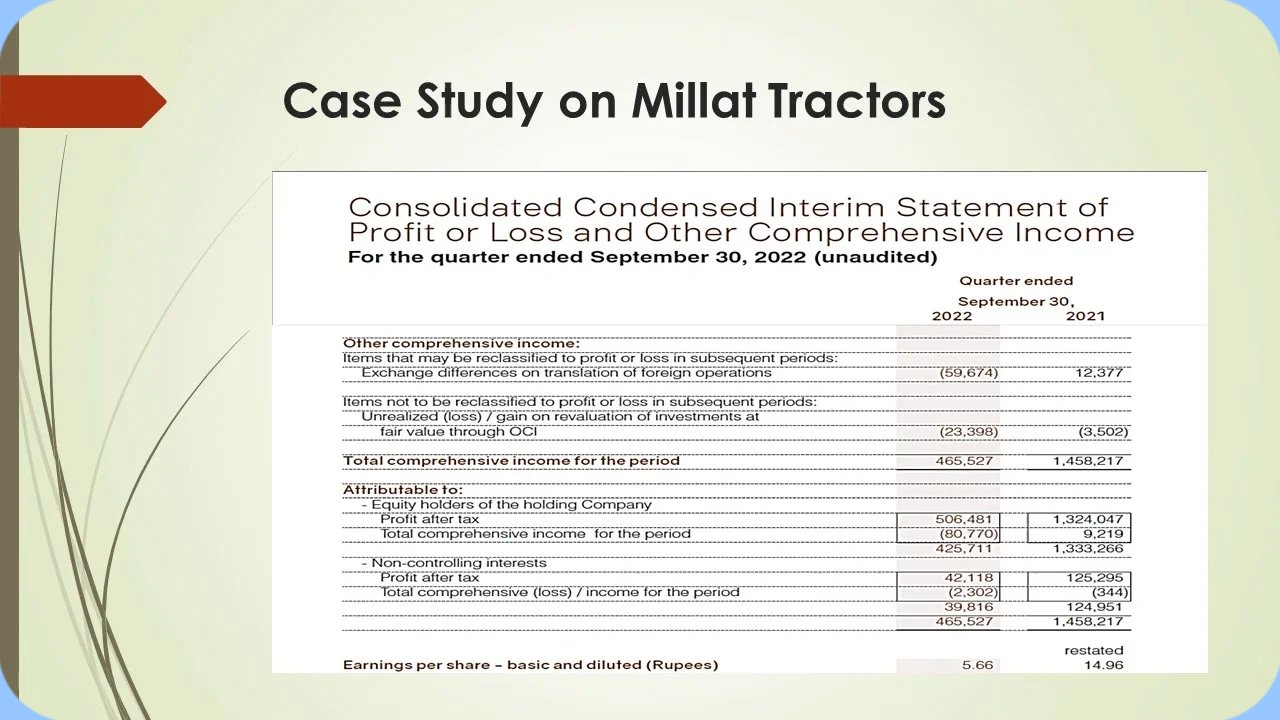 Case Study on Millat Tractors
Consolidated Condensed Interim Statement of
Profit or Loss and Other Comprehensive Income
For the quarter ended September 30, 2022 (unaudited)
Quarter ended
September 30,
2022 2021
Other comprehensive income:
Items that may be reclassified to profit or loss in subsequent periods:
Exchange differences on translation of foreign operations (59,674) 12,377
Items not to be reclassified to profit or loss in subsequent periods:
Unrealized (loss) / gain on revaluation of investments at
fair value through OCI (23,398) (3,502)
Total comprehensive income for the period 465,527 1,458,217
Attributable to:
- Equity holders of the holding Company
Profit after tax 506,481 1,324,047
Total comprehensive income for the period (80,770) 9,219
425,711 1,333,266
- Non-controlling interests
Profit after tax 42,118 125,295
Total comprehensive (loss) / income for the period (2,302) (344)
39,816 124,951
465,527 1,458,217
restated
Earnings per share – basic and diluted (Rupees) 5.66 14.96